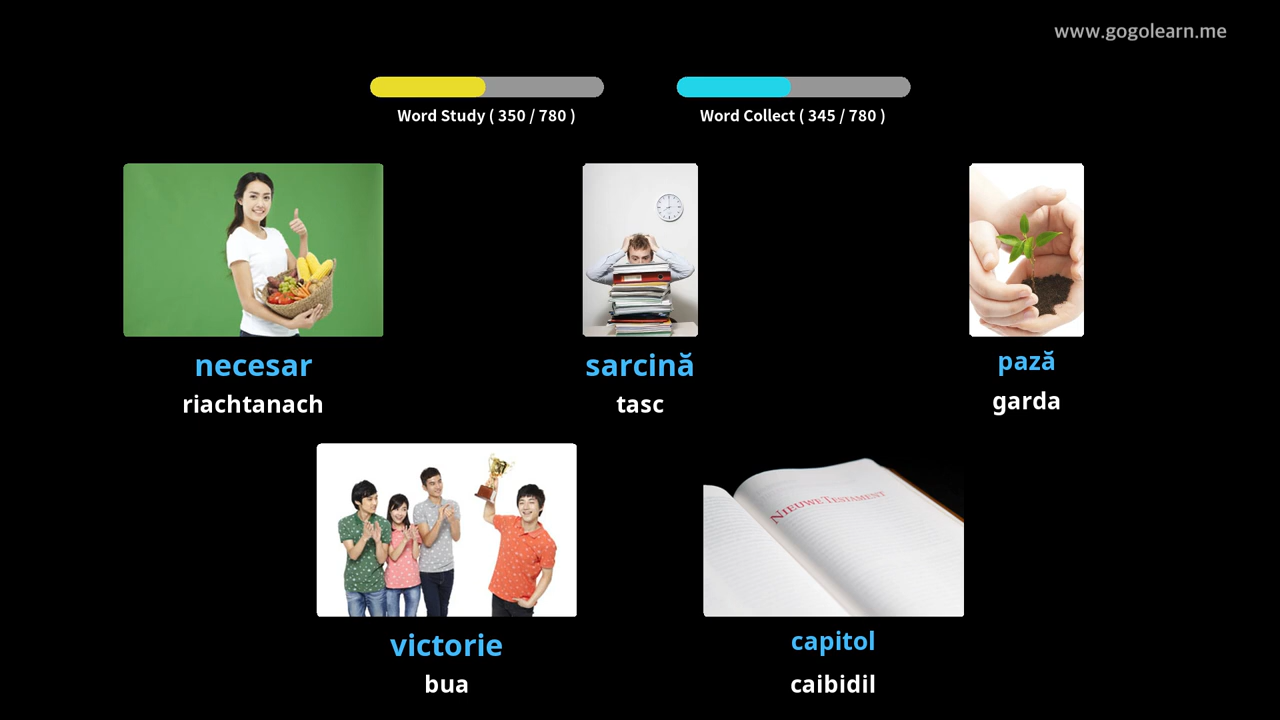 www.gogolearn.me
Word Study ( 350 / 780 )
Word Collect ( 345 / 780 )
necesar
riachtanach
sarcină
tasc
pază
garda
NIEUWE TESTAMENT
victorie
bua
capitol
caibidil